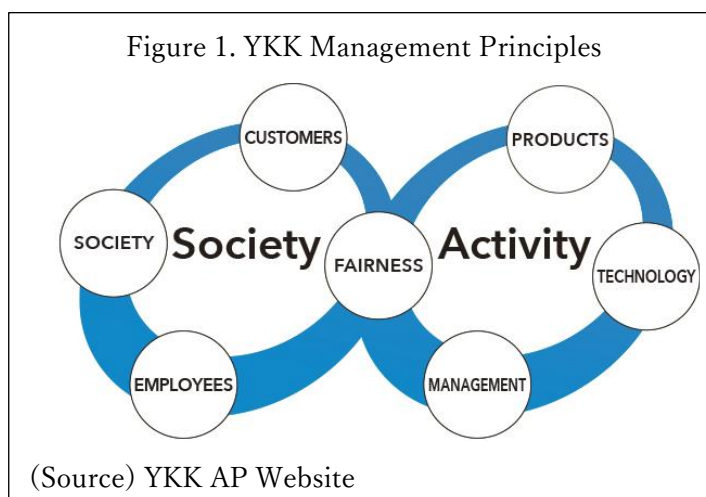 Figure 1. YKK Management Principles
CUSTOMERS
PRODUCTS
SOCIETY
Society
FAIRNESS
Activity
TECHNOLOGY
EMPLOYEES
MANAGEMENT
(Source) YKK AP Website